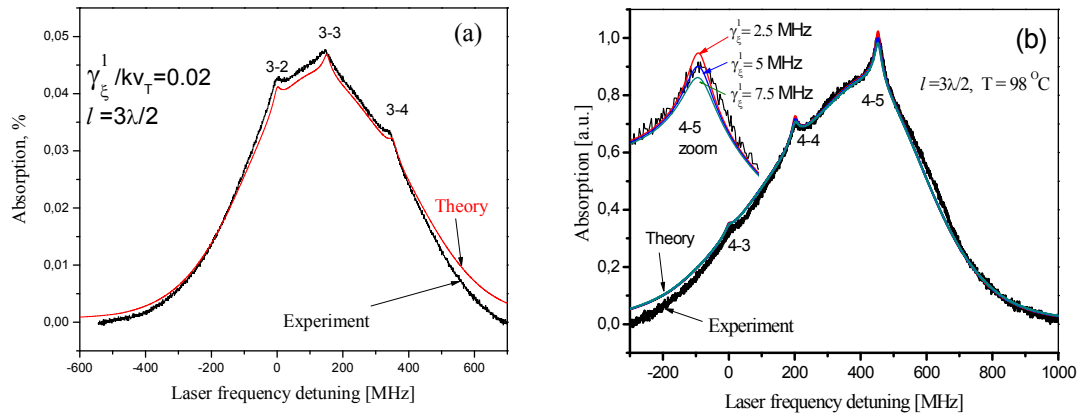 (a)
3-3
3-2
3-4
γ¹ξ/kvT=0.02
l =3λ/2
Theory
Experiment
Absorption, %
0,05
0,04
0,03
0,02
0,01
0,00
-600 -400 -200 0 200 400 600
Laser frequency detuning [MHz]
(b)
γ¹ξ= 2.5 MHz
γ¹ξ= 5 MHz
γ¹ξ= 7.5 MHz
l =3λ/2, T = 98 °C
4-5
zoom
4-5
4-4
4-3
Theory
Experiment
Absorption [a.u.]
1,0
0,8
0,6
0,4
0,2
0,0
-200 0 200 400 600 800 1000
Laser frequency detuning [MHz]